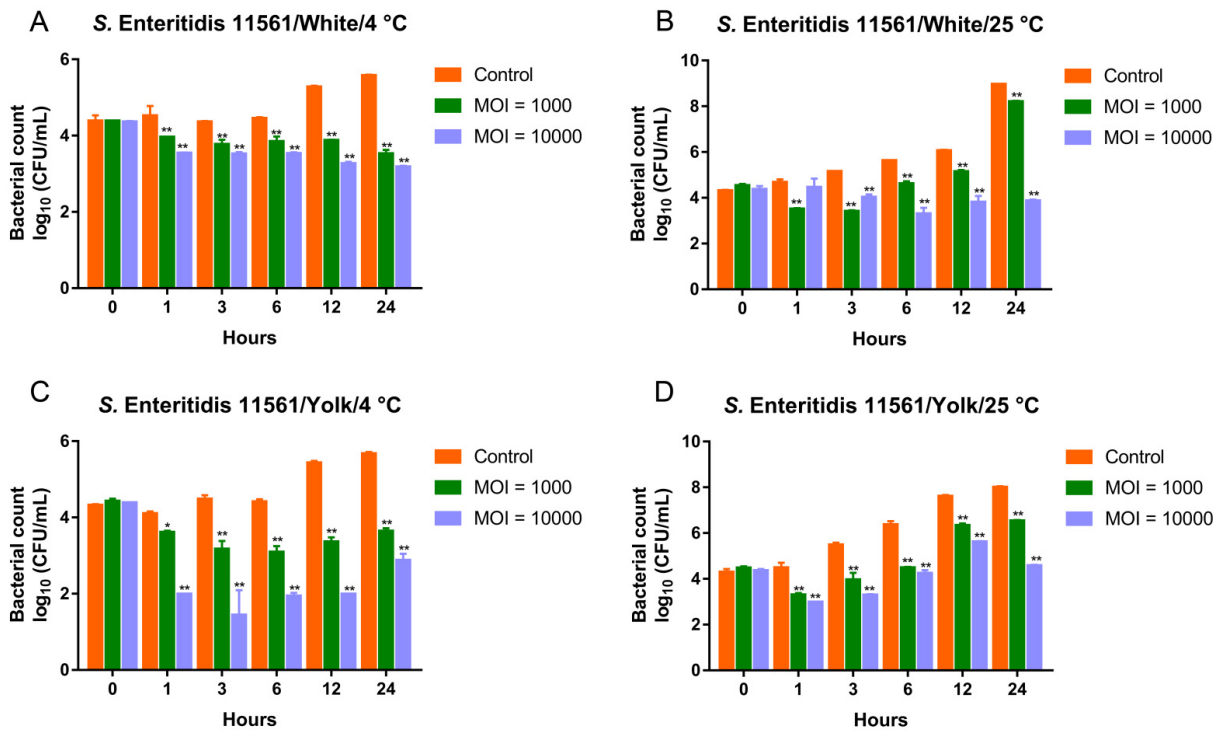 A
S. Enteritidis 11561/White/4 °C
Bacterial count
log10 (CFU/mL)
6
4
2
0
** ** ** ** ** ** ** ** ** **
0 1 3 6 12 24
Hours
Control
MOI = 1000
MOI = 10000
B
S. Enteritidis 11561/White/25 °C
Bacterial count
log10 (CFU/mL)
10
8
6
4
2
0
** ** ** ** ** ** ** ** **
0 1 3 6 12 24
Hours
Control
MOI = 1000
MOI = 10000
C
S. Enteritidis 11561/Yolk/4 °C
Bacterial count
log10 (CFU/mL)
6
4
2
0
* ** ** ** ** ** ** ** ** **
0 1 3 6 12 24
Hours
Control
MOI = 1000
MOI = 10000
D
S. Enteritidis 11561/Yolk/25 °C
Bacterial count
log10 (CFU/mL)
10
8
6
4
2
0
** ** ** ** ** ** ** ** ** **
0 1 3 6 12 24
Hours
Control
MOI = 1000
MOI = 10000